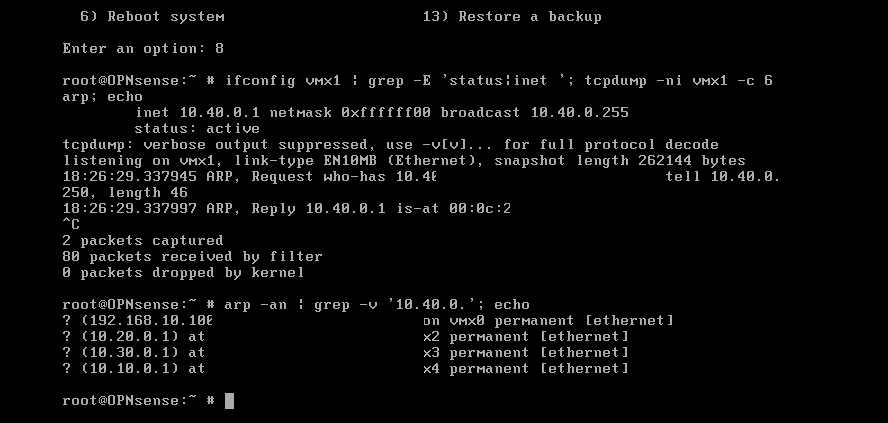 6) Reboot system 13) Restore a backup
Enter an option: 8
root@OPNsense:~ # ifconfig vmx1 | grep -E 'status|inet '; tcpdump -ni vmx1 -c 6
arp; echo
inet 10.40.0.1 netmask 0xffffff00 broadcast 10.40.0.255
status: active
tcpdump: verbose output suppressed, use -v[v]... for full protocol decode
listening on vmx1, link-type EN10MB (Ethernet), snapshot length 262144 bytes
18:26:29.337945 ARP, Request who-has tell 10.40.0.
250, length 46
18:26:29.337997 ARP, Reply 10.40.0.1 is-at 00:0c:2
^C
2 packets captured
80 packets received by filter
0 packets dropped by kernel
root@OPNsense:~ # arp -an | grep -v '10.40.0.'; echo
? (192.168.10.100 on vmx0 permanent [ethernet]
? (10.20.0.1) at x2 permanent [ethernet]
? (10.30.0.1) at x3 permanent [ethernet]
? (10.10.0.1) at x4 permanent [ethernet]
root@OPNsense:~ #